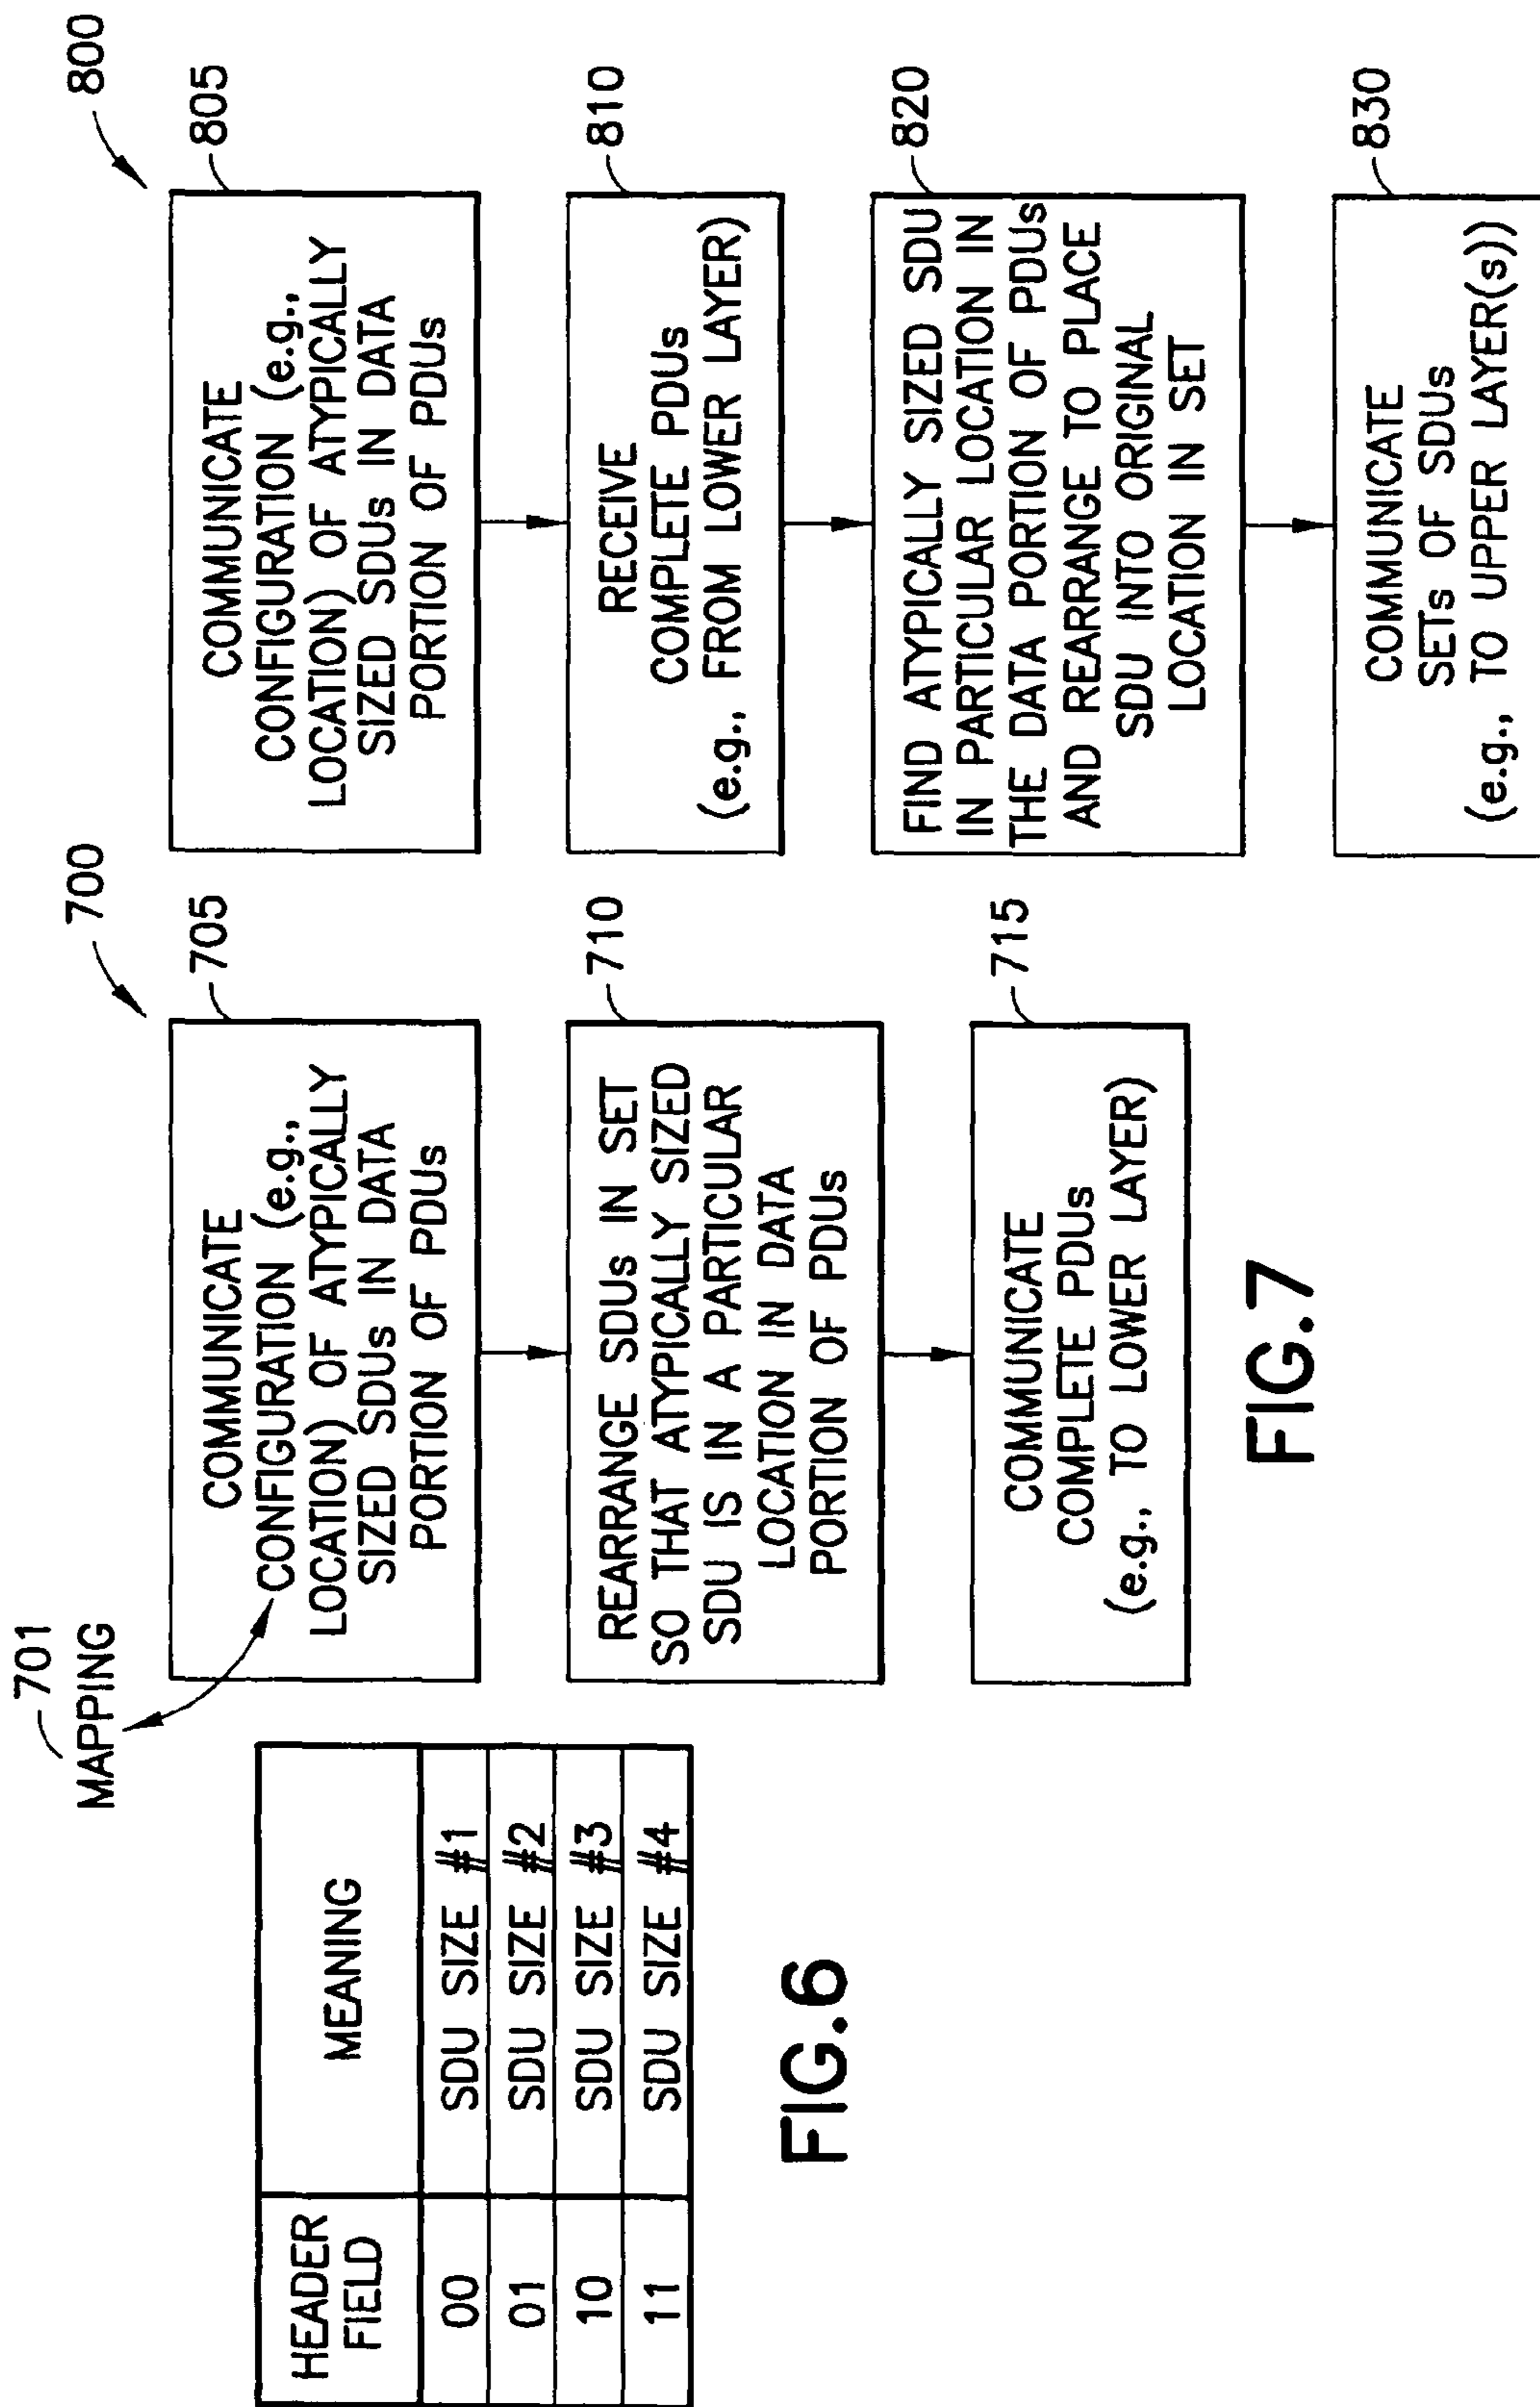 HEADER
FIELD
MEANING
00
SDU SIZE #1
01
SDU SIZE #2
10
SDU SIZE #3
11
SDU SIZE #4
FIG.6
701
MAPPING
700
705
COMMUNICATE
CONFIGURATION (e.g.,
LOCATION) OF ATYPICALLY
SIZED SDUs IN DATA
PORTION OF PDUs
710
REARRANGE SDUs IN SET
SO THAT ATYPICALLY SIZED
SDU IS IN A PARTICULAR
LOCATION IN DATA
PORTION OF PDUs
715
COMMUNICATE
COMPLETE PDUs
(e.g., TO LOWER LAYER)
FIG.7
800
805
COMMUNICATE
CONFIGURATION (e.g.,
LOCATION) OF ATYPICALLY
SIZED SDUs IN DATA
PORTION OF PDUs
810
RECEIVE
COMPLETE PDUs
(e.g., FROM LOWER LAYER)
820
FIND ATYPICALLY SIZED SDU
IN PARTICULAR LOCATION IN
THE DATA PORTION OF PDUs
AND REARRANGE TO PLACE
SDU INTO ORIGINAL
LOCATION IN SET
830
COMMUNICATE
SETs OF SDUs
(e.g., TO UPPER LAYER(s))